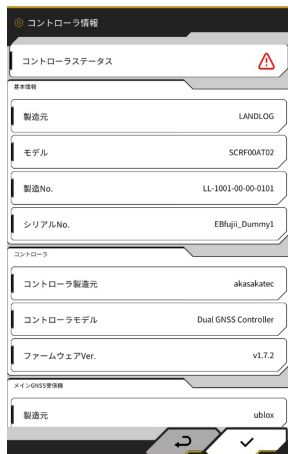 コントローラ情報
コントローラステータス
基本情報
製造元 LANDLOG
モデル SCRF00AT02
製造No. LL-1001-00-00-0101
シリアルNo. EBfujii_Dummy1
コントローラ
コントローラ製造元 akasakatec
コントローラモデル Dual GNSS Controller
ファームウェアVer. v1.7.2
メインGNSS受信機
製造元 ublox